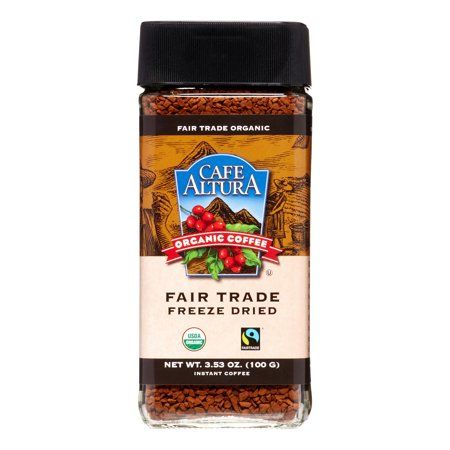 FAIR TRADE ORGANIC
CAFE
ALTURA
ORGANIC COFFEE
U
FAIR TRADE
FREEZE DRIED
USDA
ORGANIC
FAIRTRADE
NET WT. 3.53 OZ. (100 G)
INSTANT COFFEE